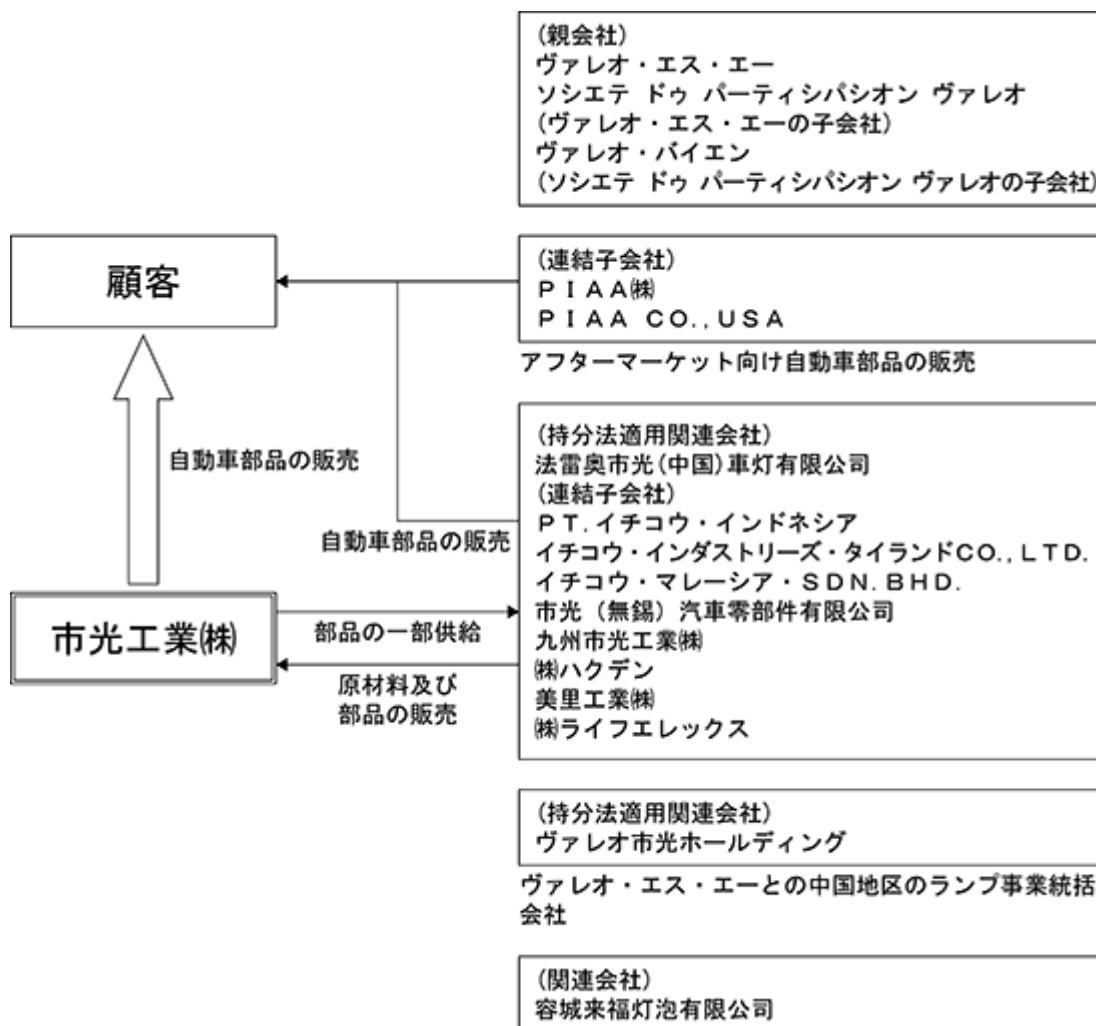 (親会社)
ヴァレオ・エス・エー
ソシエテ ドゥ パーティシパシオン ヴァレオ
(ヴァレオ・エス・エーの子会社)
ヴァレオ・バイエン
(ソシエテ ドゥ パーティシパシオン ヴァレオの子会社)
顧客
(連結子会社)
ＰＩＡＡ㈱
ＰＩＡＡ ＣＯ.,ＵＳＡ
アフターマーケット向け自動車部品の販売
自動車部品の販売
(持分法適用関連会社)
法雷奥市光(中国)車灯有限公司
(連結子会社)
ＰＴ.イチコウ・インドネシア
イチコウ・インダストリーズ・タイランドＣＯ.,ＬＴＤ.
イチコウ・マレーシア・ＳＤＮ.ＢＨＤ.
市光（無錫）汽車零部件有限公司
九州市光工業㈱
㈱ハクデン
美里工業㈱
㈱ライフエレックス
自動車部品の販売
市光工業㈱
部品の一部供給
原材料及び
部品の販売
(持分法適用関連会社)
ヴァレオ市光ホールディング
ヴァレオ・エス・エーとの中国地区のランプ事業統括
会社
(関連会社)
容城来福灯泡有限公司